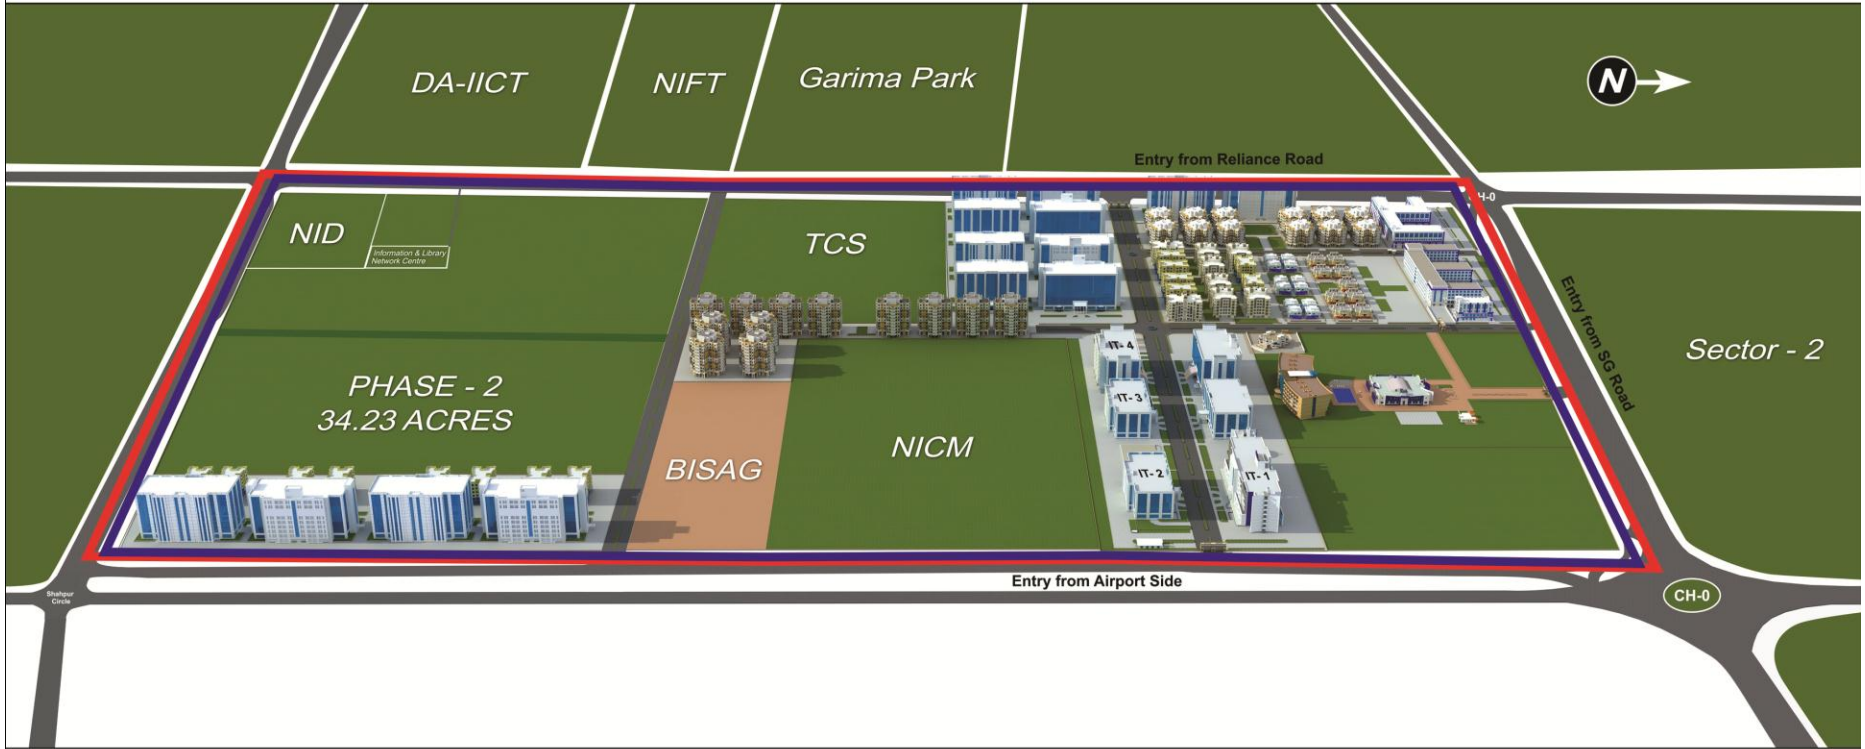 DA-IICT
NIFT
Garima Park
N
Entry from Reliance Road
NID
Information & Library
Network Centre
TCS
Entry from SG Road
Sector - 2
IT- 4
PHASE - 2
34.23 ACRES
IT- 3
NICM
BISAG
IT- 2
IT- 1
Entry from Airport Side
Shahpur
Circle
CH-0